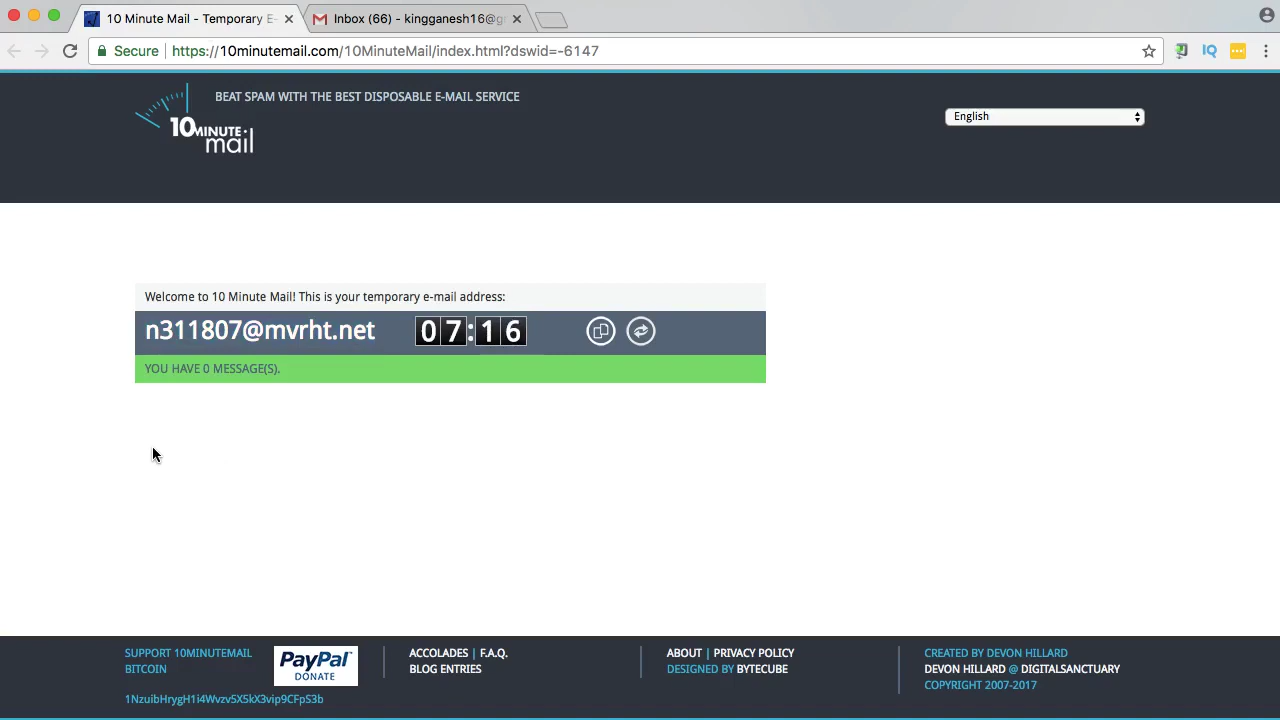 10 Minute Mail - Temporary E-
Inbox (66) - kingganesh16@g
Secure | https://10minutemail.com/10MinuteMail/index.html?dswid=-6147
BEAT SPAM WITH THE BEST DISPOSABLE E-MAIL SERVICE
10MINUTE
mail
English
Welcome to 10 Minute Mail! This is your temporary e-mail address:
n311807@mvrht.net 07:16
YOU HAVE 0 MESSAGE(S).
SUPPORT 10MINUTEMAIL
BITCOIN
1NzuibHrygH1i4Wvzv5X5kX3vip9CFpS3b
PayPal
DONATE
ACCOLADES | F.A.Q.
BLOG ENTRIES
ABOUT | PRIVACY POLICY
DESIGNED BY BYTECUBE
CREATED BY DEVON HILLARD
DEVON HILLARD @ DIGITALSANCTUARY
COPYRIGHT 2007-2017